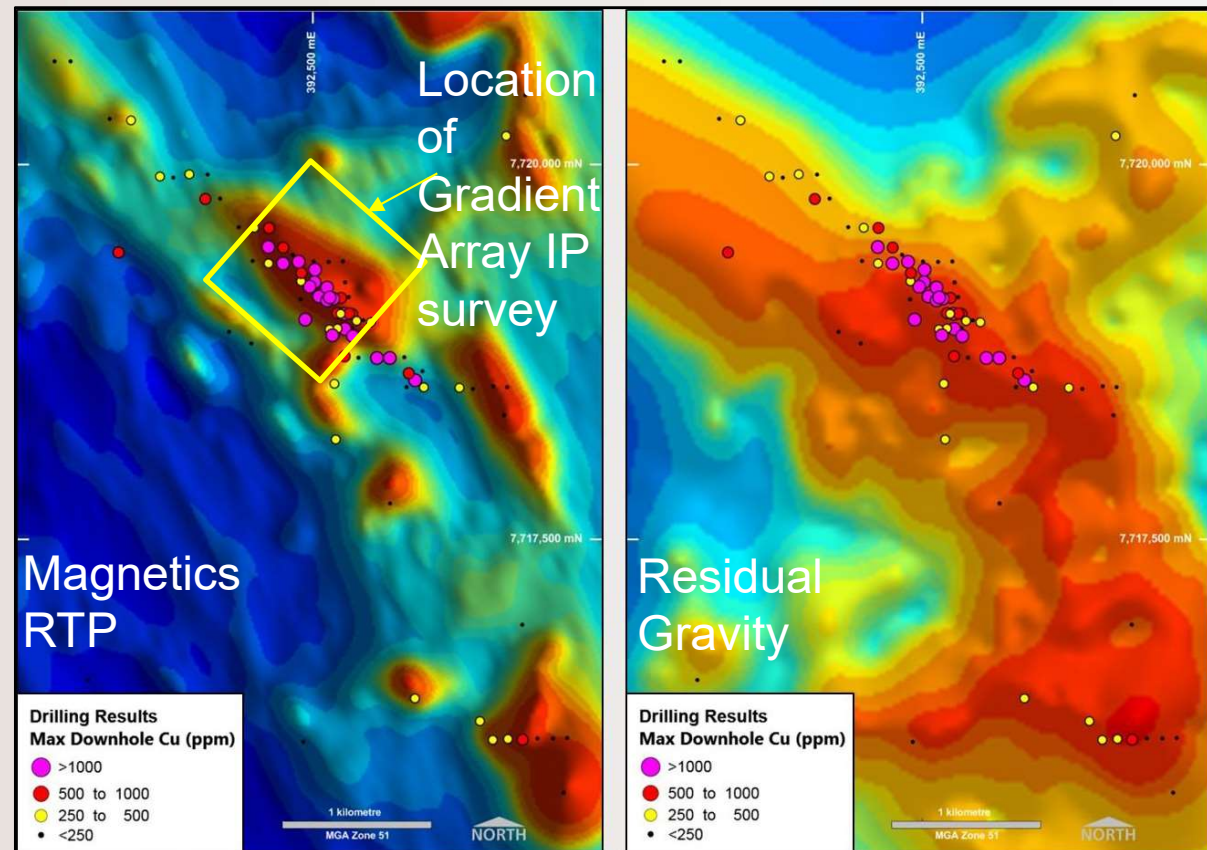 392,500 mE
Location
of
Gradient
Array IP
survey
7,720,000 mN
7,717,500 mN
Magnetics
RTP
Drilling Results
Max Downhole Cu (ppm)
>1000
500 to 1000
250 to 500
<250
1 kilometre
MGA Zone 51
NORTH
392,500 mE
7,720,000 mN
7,717,500 mN
Residual
Gravity
Drilling Results
Max Downhole Cu (ppm)
>1000
500 to 1000
250 to 500
<250
1 kilometre
MGA Zone 51
NORTH